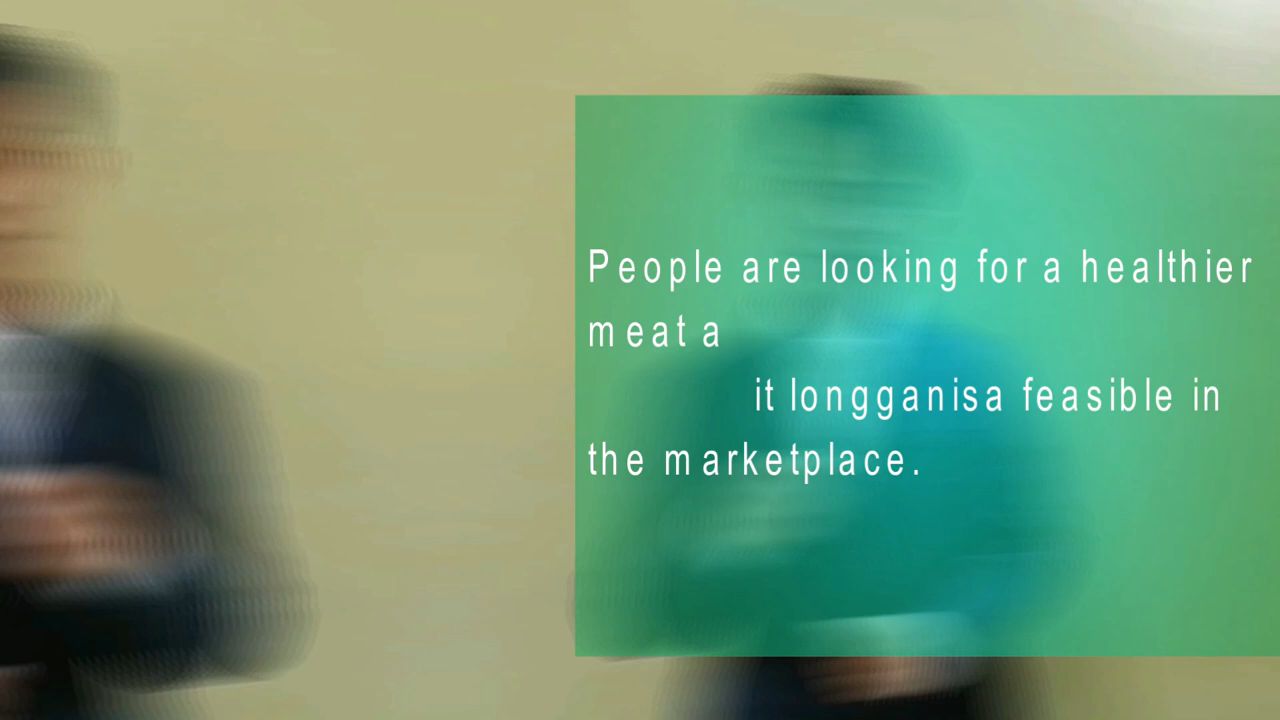 People are looking for a healthier
meat a
it longganisa feasible in
the marketplace.